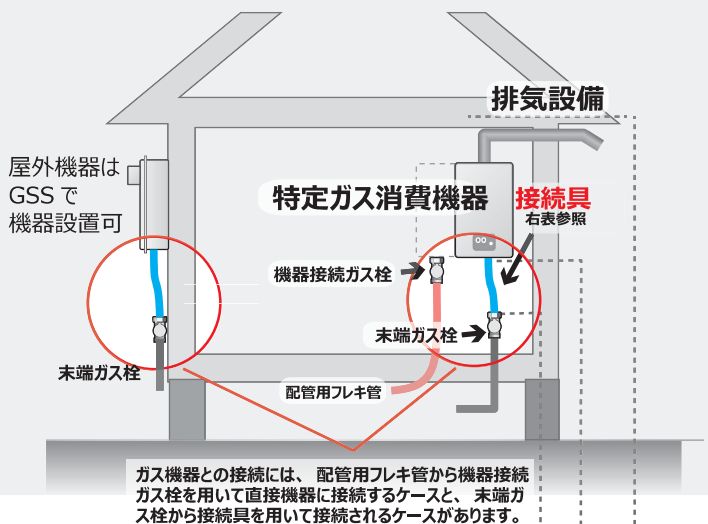 排気設備
屋外機器は
GSS で
機器設置可
特定ガス消費機器
接続具
右表参照
機器接続ガス栓
末端ガス栓
末端ガス栓
配管用フレキ管
ガス機器との接続には、配管用フレキ管から機器接続
ガス栓を用いて直接機器に接続するケースと、末端ガ
ス栓から接続具を用いて接続されるケースがあります。